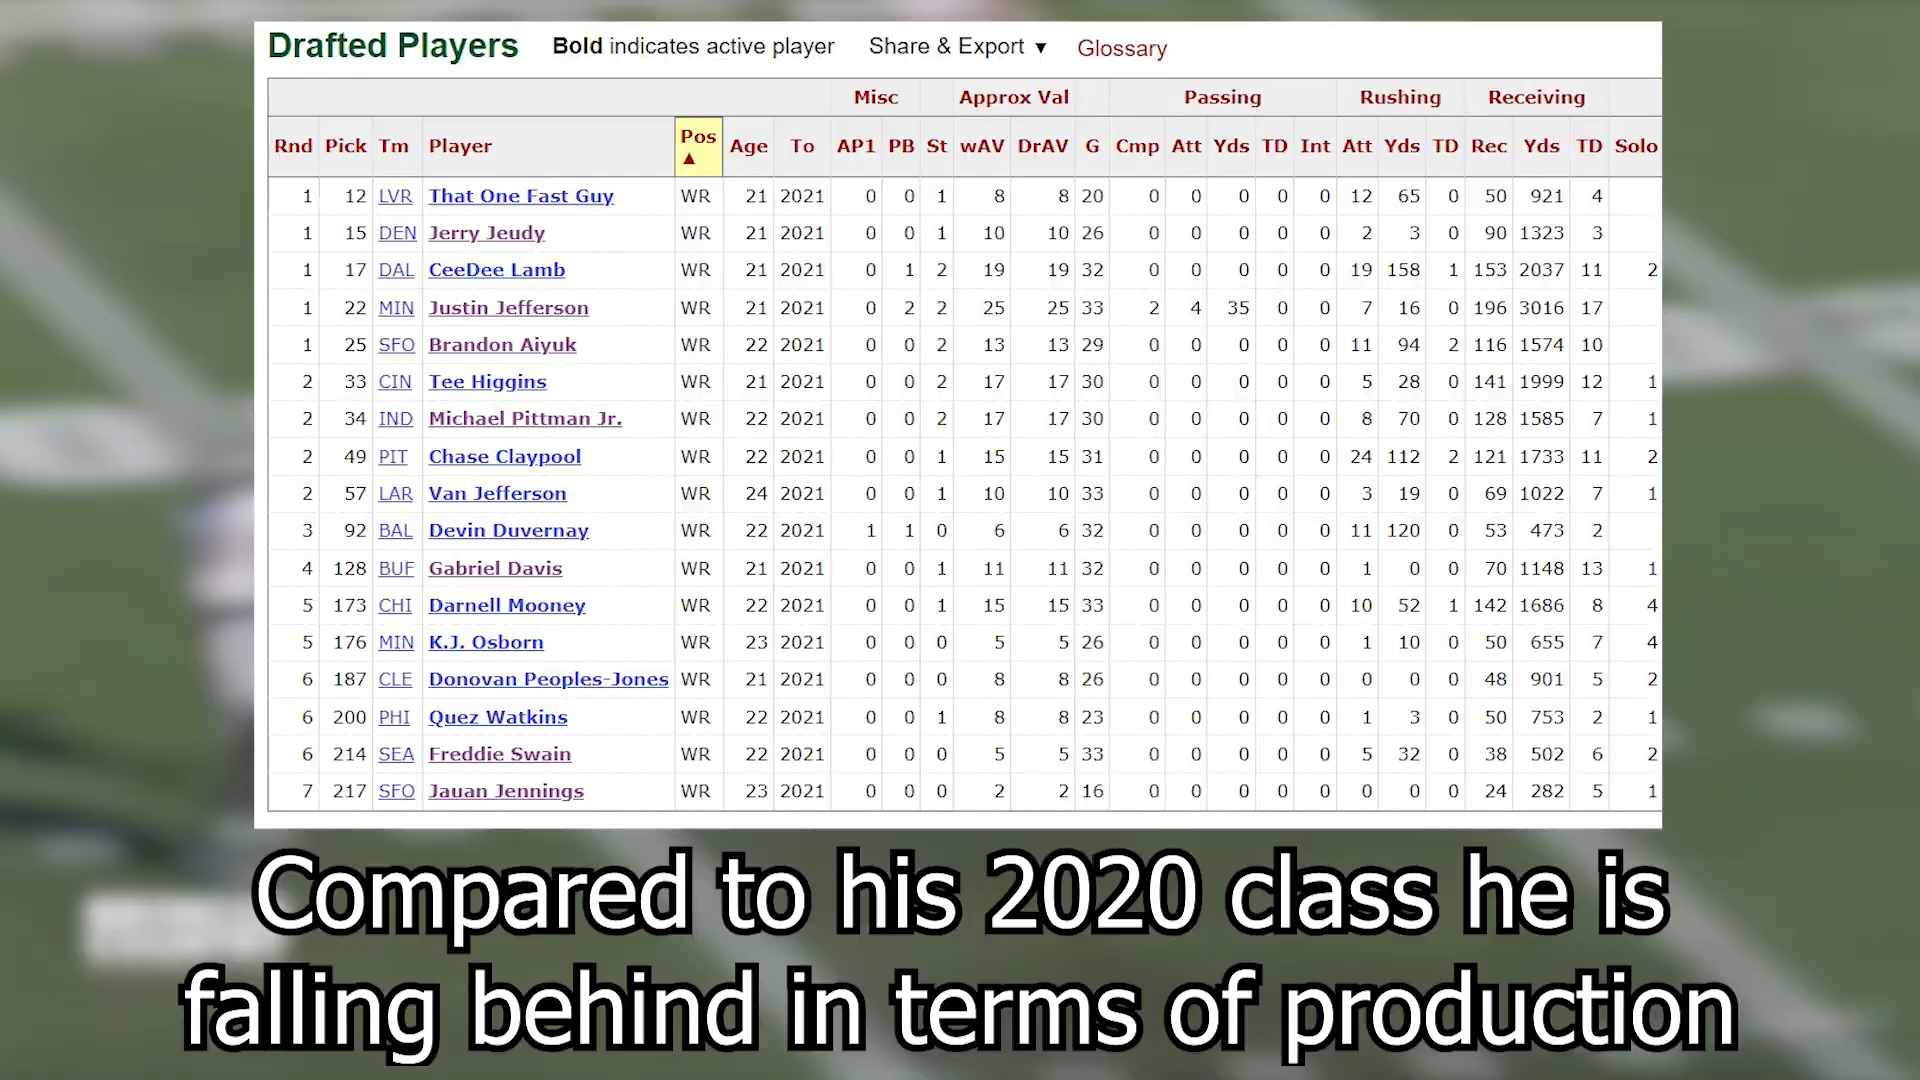 Drafted Players Bold indicates active player Share & Export ▼ Glossary
Misc Approx Val Passing Rushing Receiving
Rnd Pick Tm Player Pos ▲ Age To AP1 PB St wAV DrAV G Cmp Att Yds TD Int Att Yds TD Rec Yds TD Solo
1 12 LVR That One Fast Guy WR 21 2021 0 0 1 8 8 20 0 0 0 0 0 12 65 0 50 921 4
1 15 DEN Jerry Jeudy WR 21 2021 0 0 1 10 10 26 0 0 0 0 0 2 3 0 90 1323 3
1 17 DAL CeeDee Lamb WR 21 2021 0 1 2 19 19 32 0 0 0 0 0 19 158 1 153 2037 11 2
1 22 MIN Justin Jefferson WR 21 2021 0 2 2 25 25 33 2 4 35 0 0 7 16 0 196 3016 17
1 25 SFO Brandon Aiyuk WR 22 2021 0 0 2 13 13 29 0 0 0 0 0 11 94 2 116 1574 10
2 33 CIN Tee Higgins WR 21 2021 0 0 2 17 17 30 0 0 0 0 0 5 28 0 141 1999 12 1
2 34 IND Michael Pittman Jr. WR 22 2021 0 0 2 17 17 30 0 0 0 0 0 8 70 0 128 1585 7 1
2 49 PIT Chase Claypool WR 22 2021 0 0 1 15 15 31 0 0 0 0 0 24 112 2 121 1733 11 2
2 57 LAR Van Jefferson WR 24 2021 0 0 1 10 10 33 0 0 0 0 0 3 19 0 69 1022 7 1
3 92 BAL Devin Duvernay WR 22 2021 1 1 0 6 6 32 0 0 0 0 0 11 120 0 53 473 2
4 128 BUF Gabriel Davis WR 21 2021 0 0 1 11 11 32 0 0 0 0 0 1 0 0 70 1148 13 1
5 173 CHI Darnell Mooney WR 22 2021 0 0 1 15 15 33 0 0 0 0 0 10 52 1 142 1686 8 4
5 176 MIN K.J. Osborn WR 23 2021 0 0 0 5 5 26 0 0 0 0 0 1 10 0 50 655 7 4
6 187 CLE Donovan Peoples-Jones WR 21 2021 0 0 0 8 8 26 0 0 0 0 0 0 0 0 48 901 5 2
6 200 PHI Quez Watkins WR 22 2021 0 0 1 8 8 23 0 0 0 0 0 1 3 0 50 753 2 1
6 214 SEA Freddie Swain WR 22 2021 0 0 0 5 5 33 0 0 0 0 0 5 32 0 38 502 6 2
7 217 SFO Jauan Jennings WR 23 2021 0 0 0 2 2 16 0 0 0 0 0 0 0 0 24 282 5 1
Compared to his 2020 class he is
falling behind in terms of production